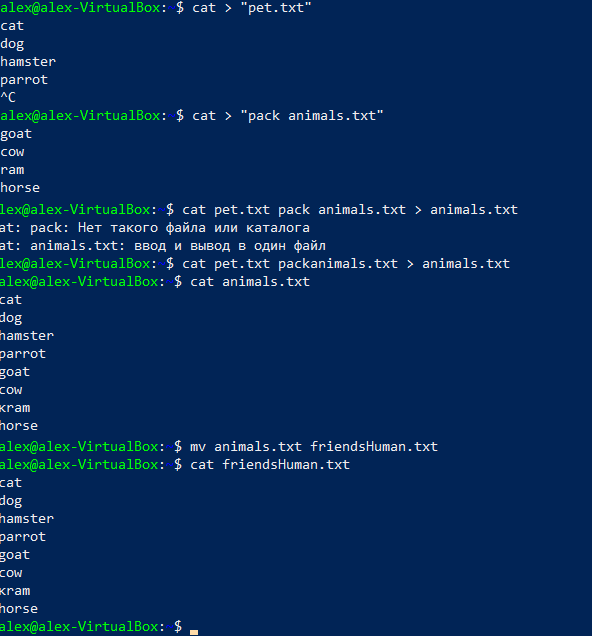 alex@alex-VirtualBox:~$ cat > "pet.txt"
cat
dog
hamster
parrot
^C
alex@alex-VirtualBox:~$ cat > "pack animals.txt"
goat
cow
ram
horse
lex@alex-VirtualBox:~$ cat pet.txt pack animals.txt > animals.txt
at: pack: Нет такого файла или каталога
at: animals.txt: ввод и вывод в один файл
lex@alex-VirtualBox:~$ cat pet.txt packanimals.txt > animals.txt
alex@alex-VirtualBox:~$ cat animals.txt
cat
dog
hamster
parrot
goat
cow
кram
horse
alex@alex-VirtualBox: $ mv animals.txt friendsHuman.txt
alex@alex-VirtualBox: $ cat friendsHuman.txt
cat
dog
hamster
parrot
goat
cow
кram
horse
alex@alex-VirtualBox: $